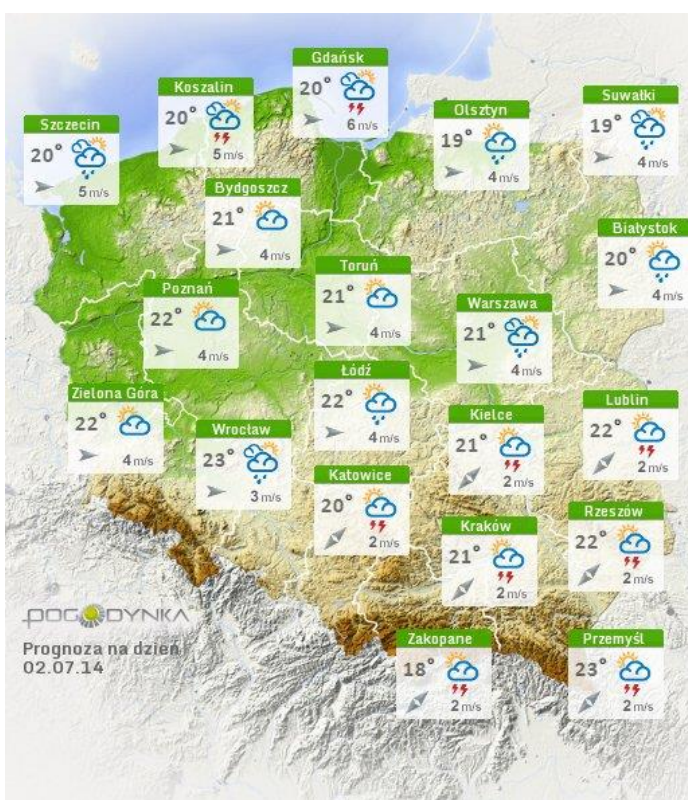 Gdańsk
20°
6 m/s
Koszalin
20°
5 m/s
Suwałki
19°
4 m/s
Olsztyn
19°
4 m/s
Szczecin
20°
5 m/s
Bydgoszcz
21°
4 m/s
Białystok
20°
4 m/s
Toruń
21°
4 m/s
Poznań
22°
4 m/s
Warszawa
21°
4 m/s
Łódź
22°
4 m/s
Zielona Góra
22°
4 m/s
Lublin
22°
2 m/s
Kielce
21°
2 m/s
Wrocław
23°
3 m/s
Katowice
20°
2 m/s
Rzeszów
22°
2 m/s
Kraków
21°
2 m/s
POGODYNKA
Prognoza na dzień
02.07.14
Zakopane
18°
2 m/s
Przemyśl
23°
2 m/s